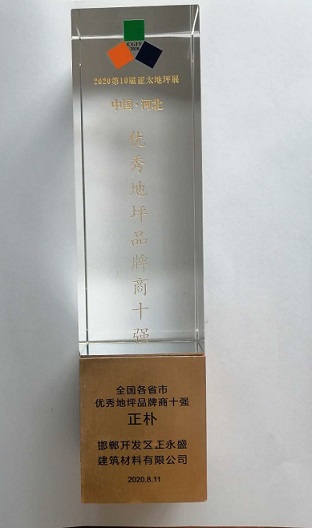 2020第10届亚太地坪展
中国·河北
优秀地坪品牌商十强
全国各省市
优秀地坪品牌商十强
正朴
邯郸开发区正永盛
建筑材料有限公司
2020.8.11